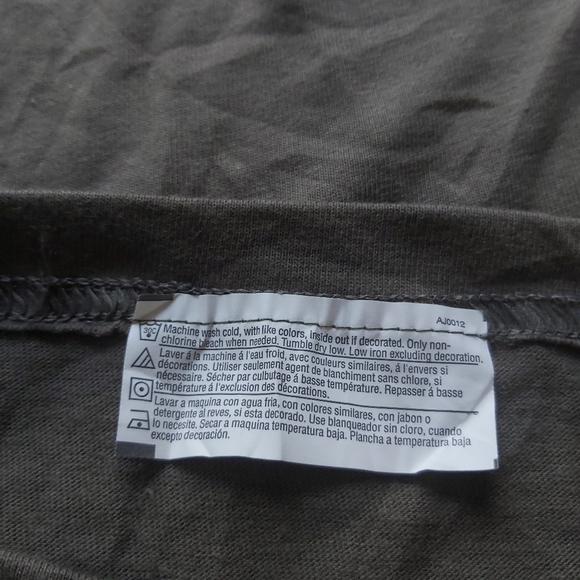 AJ0012
30C
Machine wash cold, with like colors, inside out if decorated. Only non-
chlorine bleach when needed. Tumble dry low. Low iron excluding decoration.
Laver á la machine á l'eau froid, avec couleurs similaires, á l'envers si
décorations. Utiliser seulement agent de blanchiment sans chlore, si
nécessaire. Sécher par culbutage á basse température. Repasser á basse
température á l'exclusion des décorations.
Lavar a maquina con agua fria, con colores similares, con jabon o
detergente al reves, si esta decorado. Use blanqueador sin cloro, cuando
lo necesite. Secar a maquina temperatura baja. Plancha a temperatura baja
excepto decoración.